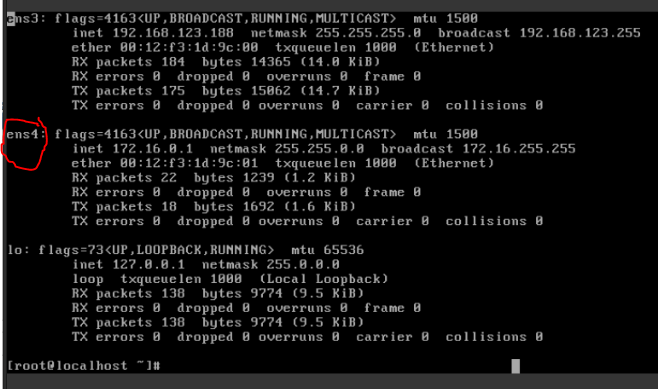 ens3: flags=4163<UP,BROADCAST,RUNNING,MULTICAST>  mtu 1500
inet 192.168.123.188  netmask 255.255.255.0  broadcast 192.168.123.255
ether 00:12:f3:1d:9c:00  txqueuelen 1000  (Ethernet)
RX packets 184  bytes 14365 (14.0 KiB)
RX errors 0  dropped 0  overruns 0  frame 0
TX packets 175  bytes 15062 (14.7 KiB)
TX errors 0  dropped 0 overruns 0  carrier 0  collisions 0
ens4: flags=4163<UP,BROADCAST,RUNNING,MULTICAST>  mtu 1500
inet 172.16.0.1  netmask 255.255.0.0  broadcast 172.16.255.255
ether 00:12:f3:1d:9c:01  txqueuelen 1000  (Ethernet)
RX packets 22  bytes 1239 (1.2 KiB)
RX errors 0  dropped 0  overruns 0  frame 0
TX packets 18  bytes 1692 (1.6 KiB)
TX errors 0  dropped 0 overruns 0  carrier 0  collisions 0
lo: flags=73<UP,LOOPBACK,RUNNING>  mtu 65536
inet 127.0.0.1  netmask 255.0.0.0
loop  txqueuelen 1000  (Local Loopback)
RX packets 138  bytes 9774 (9.5 KiB)
RX errors 0  dropped 0  overruns 0  frame 0
TX packets 138  bytes 9774 (9.5 KiB)
TX errors 0  dropped 0 overruns 0  carrier 0  collisions 0
[root@localhost ~]#